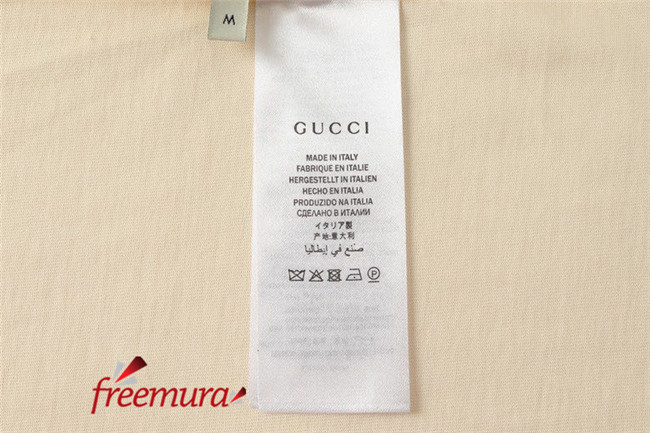 M
GUCCI
MADE IN ITALY
FABRIQUE EN ITALIE
HERGESTELLT IN ITALIEN
HECHO EN ITALIA
PRODUZIDO NA ITALIA
СДЕЛАНО В ИТАЛИИ
イタリア製
产地:意大利
صنع في إيطاليا
P
freemura